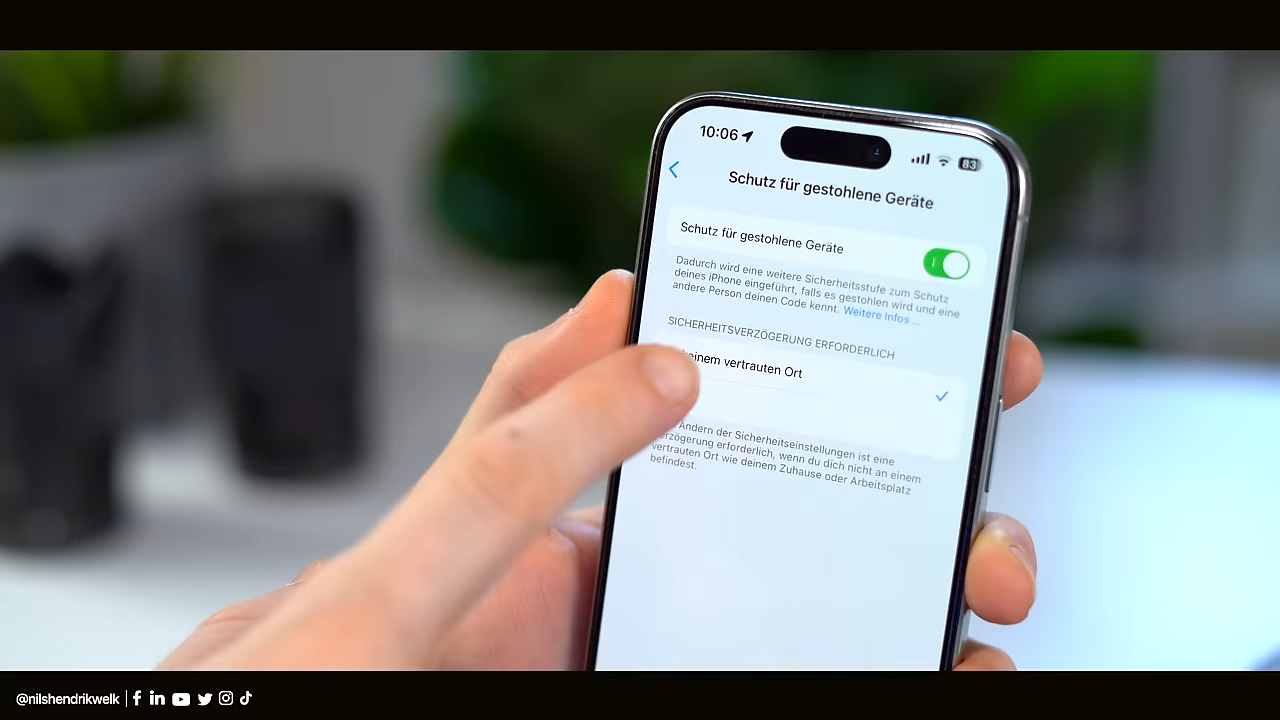 10:06
83
Schutz für gestohlene Geräte
Schutz für gestohlene Geräte
Dadurch wird eine weitere Sicherheitsstufe zum Schutz
deines iPhone eingeführt, falls es gestohlen wird und eine
andere Person deinen Code kennt. Weitere Infos ...
SICHERHEITSVERZÖGERUNG ERFORDERLICH
keinem vertrauten Ort
Ändern der Sicherheitseinstellungen ist eine
Verzögerung erforderlich, wenn du dich nicht an einem
vertrauten Ort wie deinem Zuhause oder Arbeitsplatz
befindest.
@nilshendrikwelk